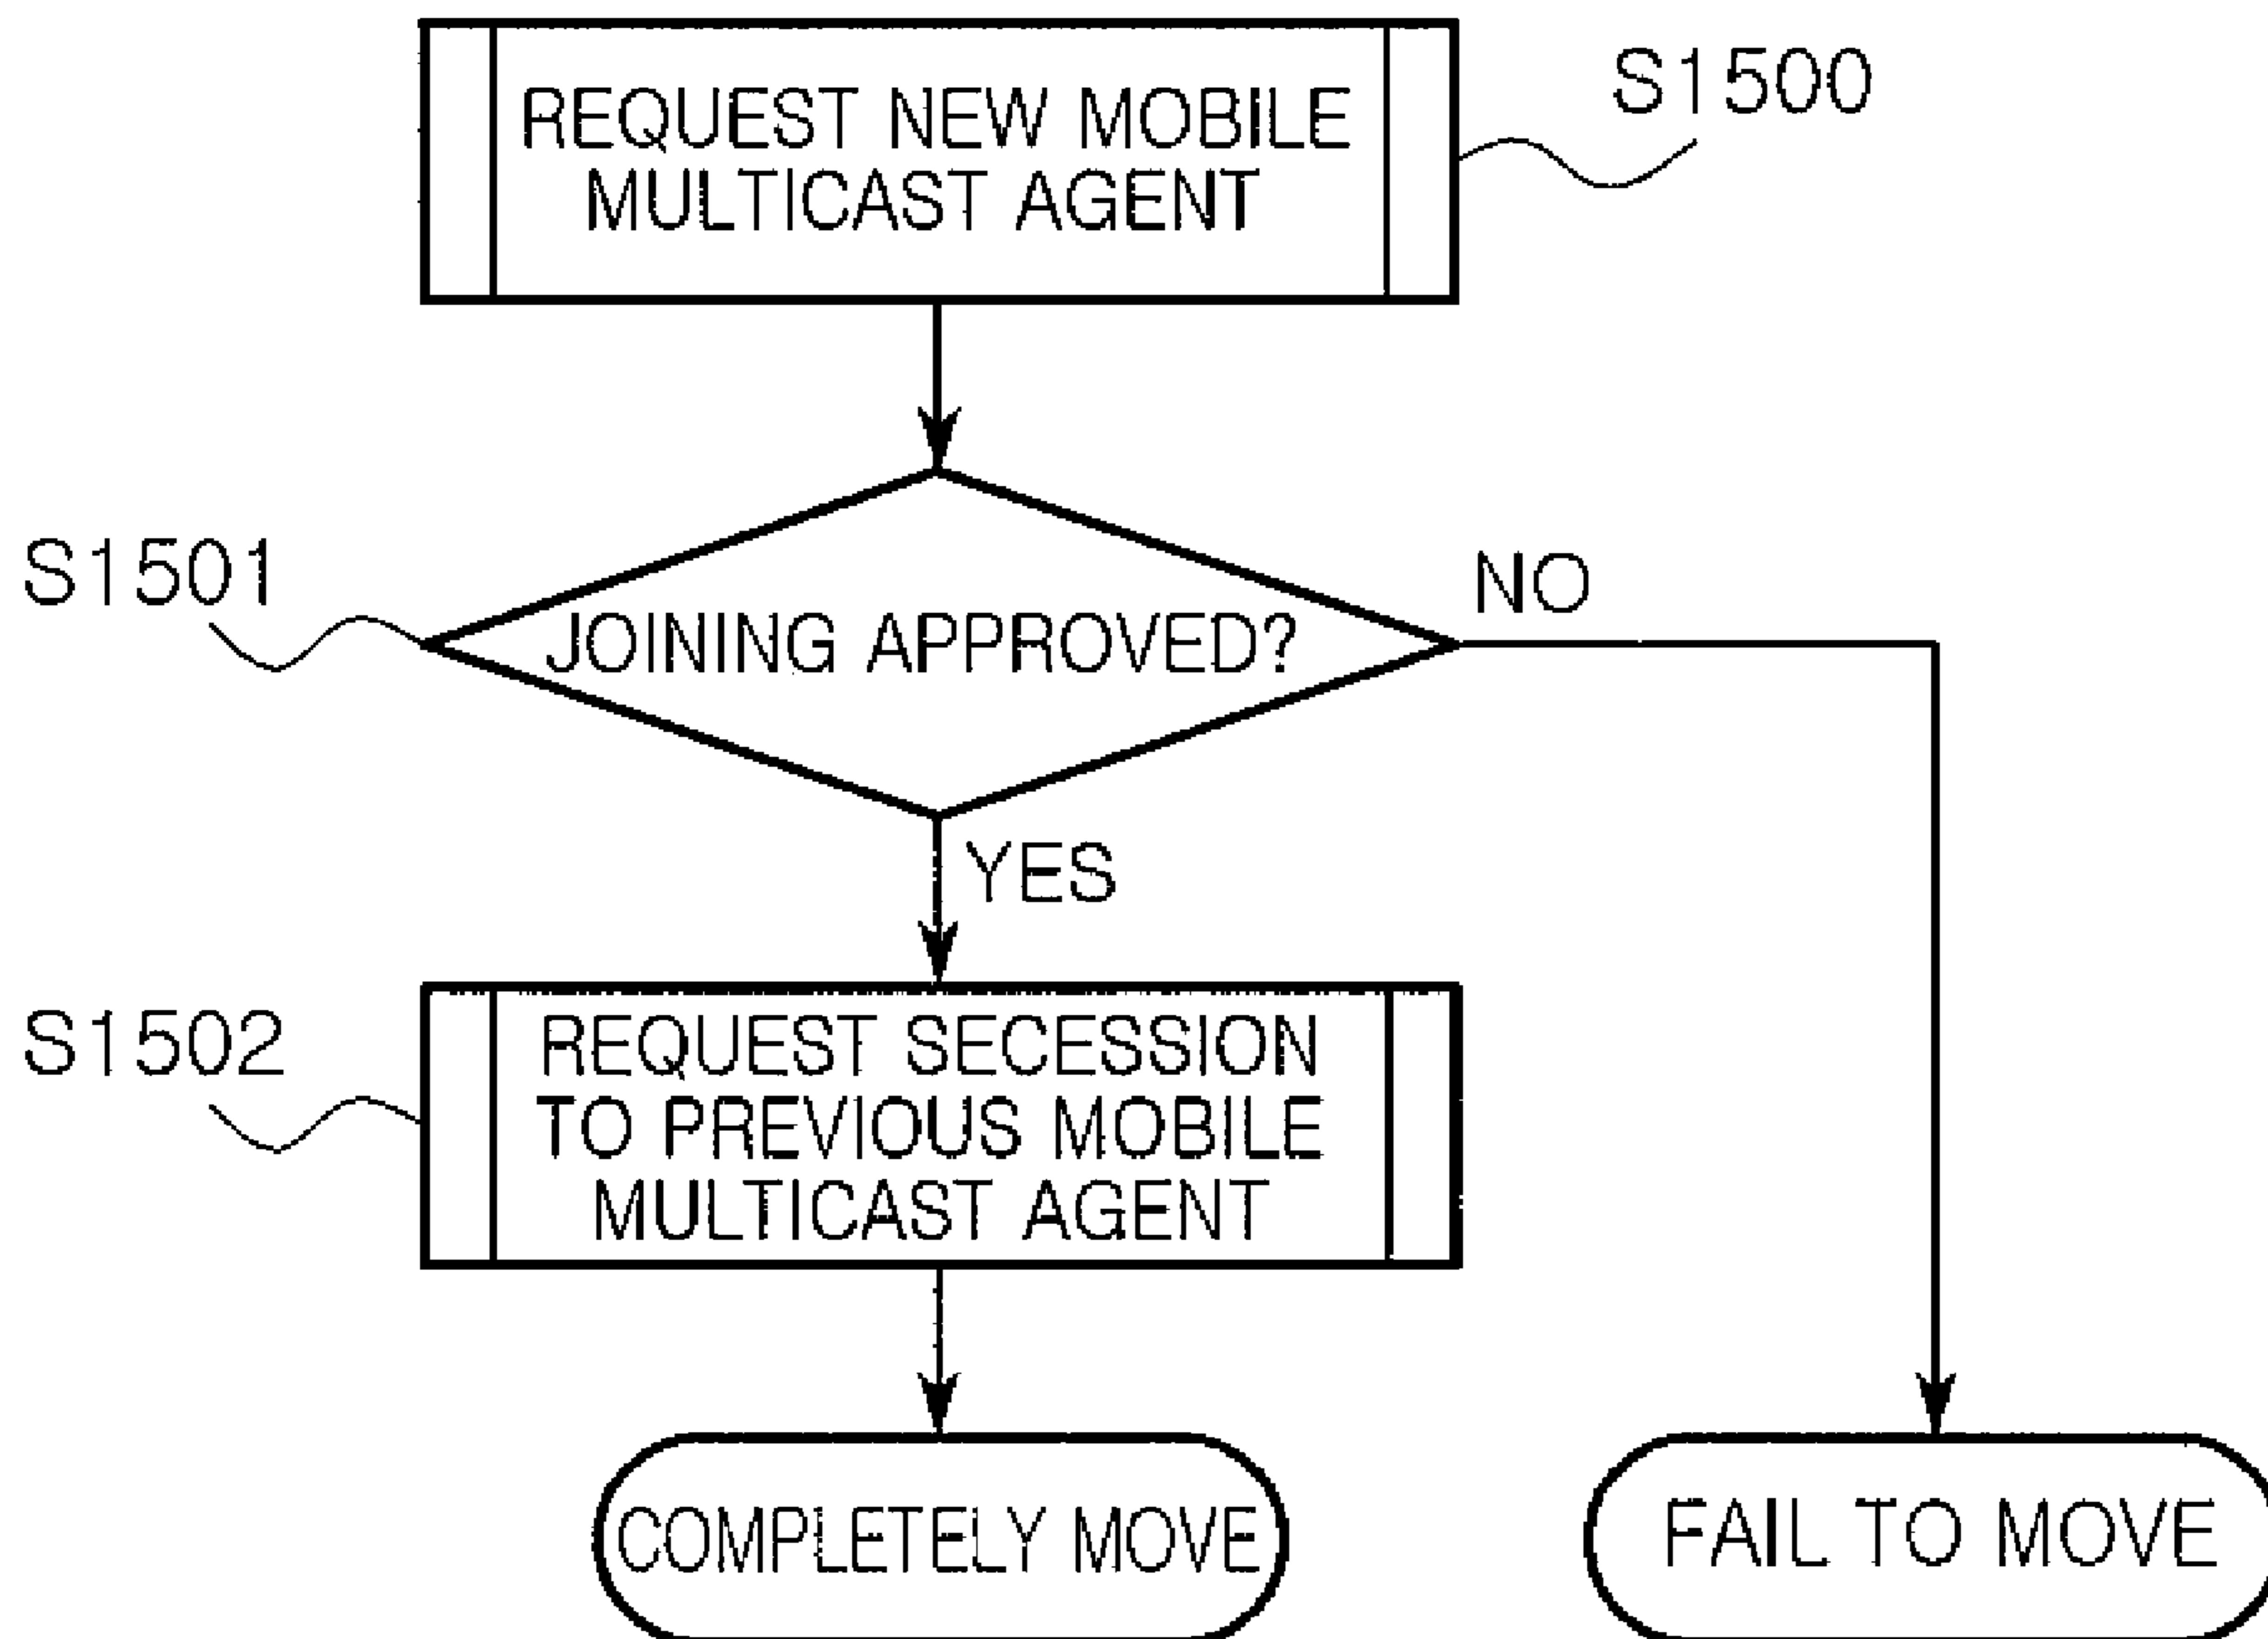 REQUEST NEW MOBILE
MULTICAST AGENT
S1500
S1501
JOINING APPROVED?
NO
YES
S1502
REQUEST SECESSION
TO PREVIOUS MOBILE
MULTICAST AGENT
COMPLETELY MOVE
FAIL TO MOVE